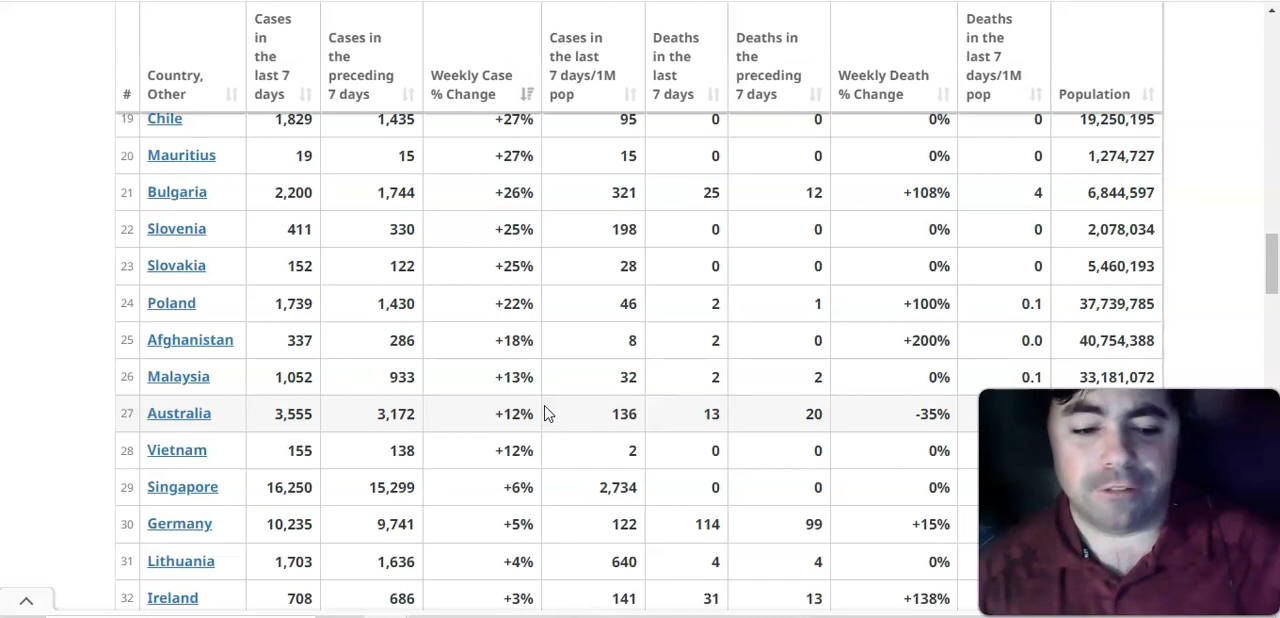 #
Country,
Other
Cases
in
the
last 7
days
Cases in
the
preceding
7 days
Weekly Case
% Change
Cases in
the last
7 days/1M
pop
Deaths
in the
last
7 days
Deaths in
the
preceding
7 days
Weekly Death
% Change
Deaths
in the
last 7
days/1M
pop
Population
19 Chile 1,829 1,435 +27% 95 0 0 0% 0 19,250,195
20 Mauritius 19 15 +27% 15 0 0 0% 0 1,274,727
21 Bulgaria 2,200 1,744 +26% 321 25 12 +108% 4 6,844,597
22 Slovenia 411 330 +25% 198 0 0 0% 0 2,078,034
23 Slovakia 152 122 +25% 28 0 0 0% 0 5,460,193
24 Poland 1,739 1,430 +22% 46 2 1 +100% 0.1 37,739,785
25 Afghanistan 337 286 +18% 8 2 0 +200% 0.0 40,754,388
26 Malaysia 1,052 933 +13% 32 2 2 0% 0.1 33,181,072
27 Australia 3,555 3,172 +12% 136 13 20 -35%
28 Vietnam 155 138 +12% 2 0 0 0%
29 Singapore 16,250 15,299 +6% 2,734 0 0 0%
30 Germany 10,235 9,741 +5% 122 114 99 +15%
31 Lithuania 1,703 1,636 +4% 640 4 4 0%
32 Ireland 708 686 +3% 141 31 13 +138%